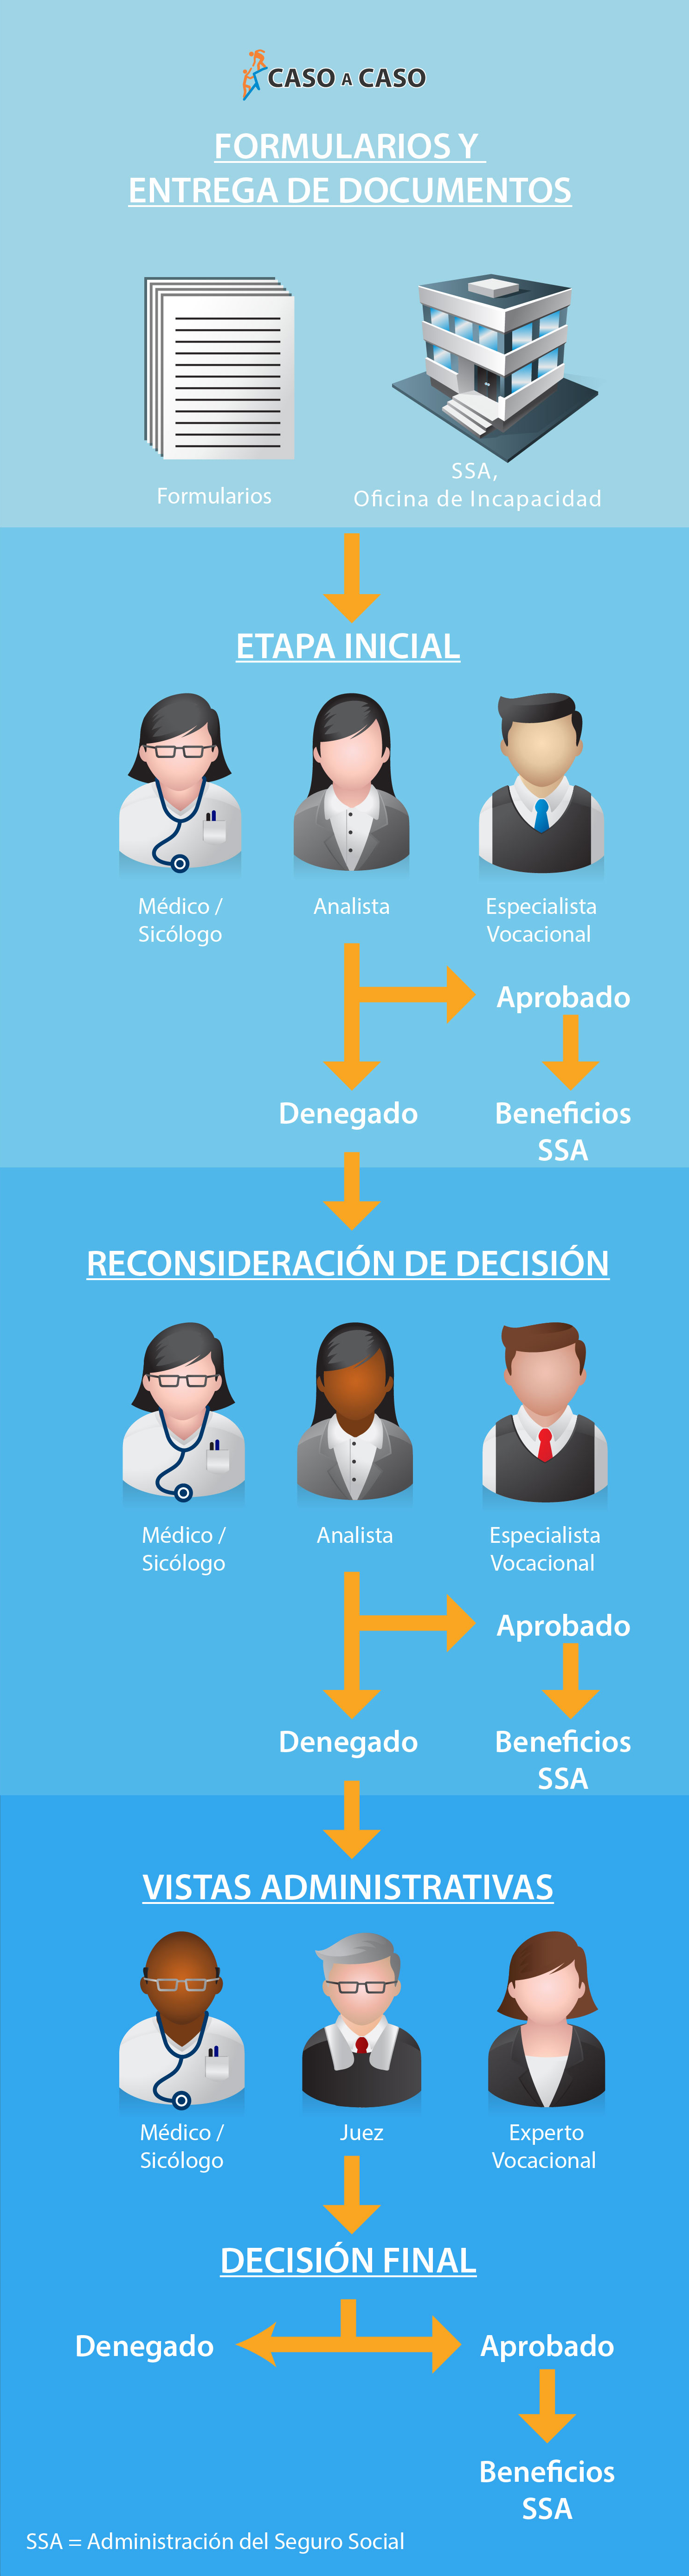 CASO A CASO
FORMULARIOS Y
ENTREGA DE DOCUMENTOS
Formularios
SSA,
Oficina de Incapacidad
ETAPA INICIAL
Médico /
Sicólogo
Analista
Especialista
Vocacional
Aprobado
Denegado
Beneficios
SSA
RECONSIDERACIÓN DE DECISIÓN
Médico /
Sicólogo
Analista
Especialista
Vocacional
Aprobado
Denegado
Beneficios
SSA
VISTAS ADMINISTRATIVAS
Médico /
Sicólogo
Juez
Experto
Vocacional
DECISIÓN FINAL
Denegado
Aprobado
Beneficios
SSA
SSA = Administración del Seguro Social